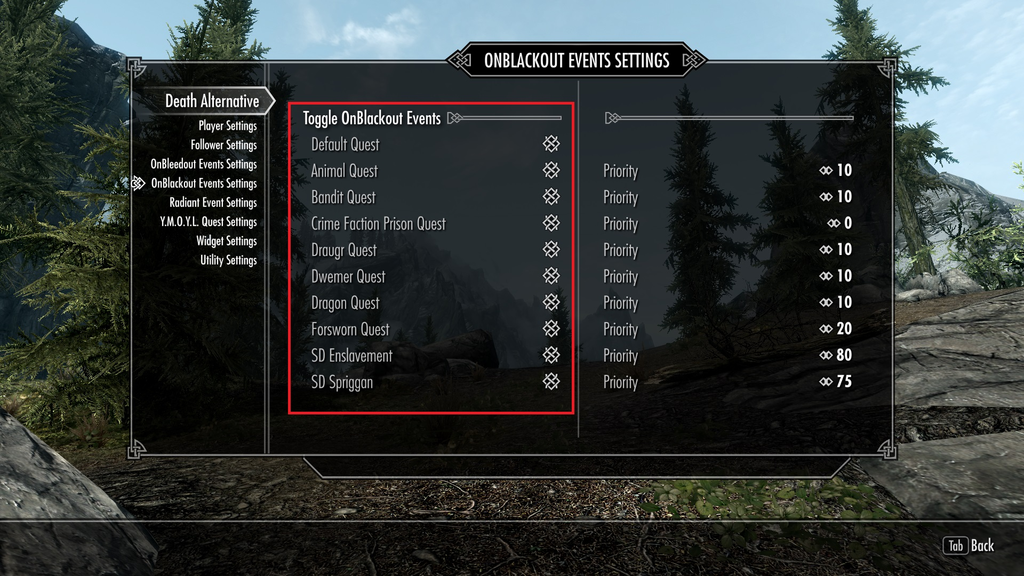 ONBLACKOUT EVENTS SETTINGS
Death Alternative
Player Settings
Follower Settings
OnBleedout Events Settings
OnBlackout Events Settings
Radiant Event Settings
Y.M.O.Y.L. Quest Settings
Widget Settings
Utility Settings
Toggle OnBlackout Events
Default Quest
Animal Quest Priority 10
Bandit Quest Priority 10
Crime Faction Prison Quest Priority 0
Draugr Quest Priority 10
Dwemer Quest Priority 10
Dragon Quest Priority 10
Forsworn Quest Priority 20
SD Enslavement Priority 80
SD Spriggan Priority 75
Tab Back